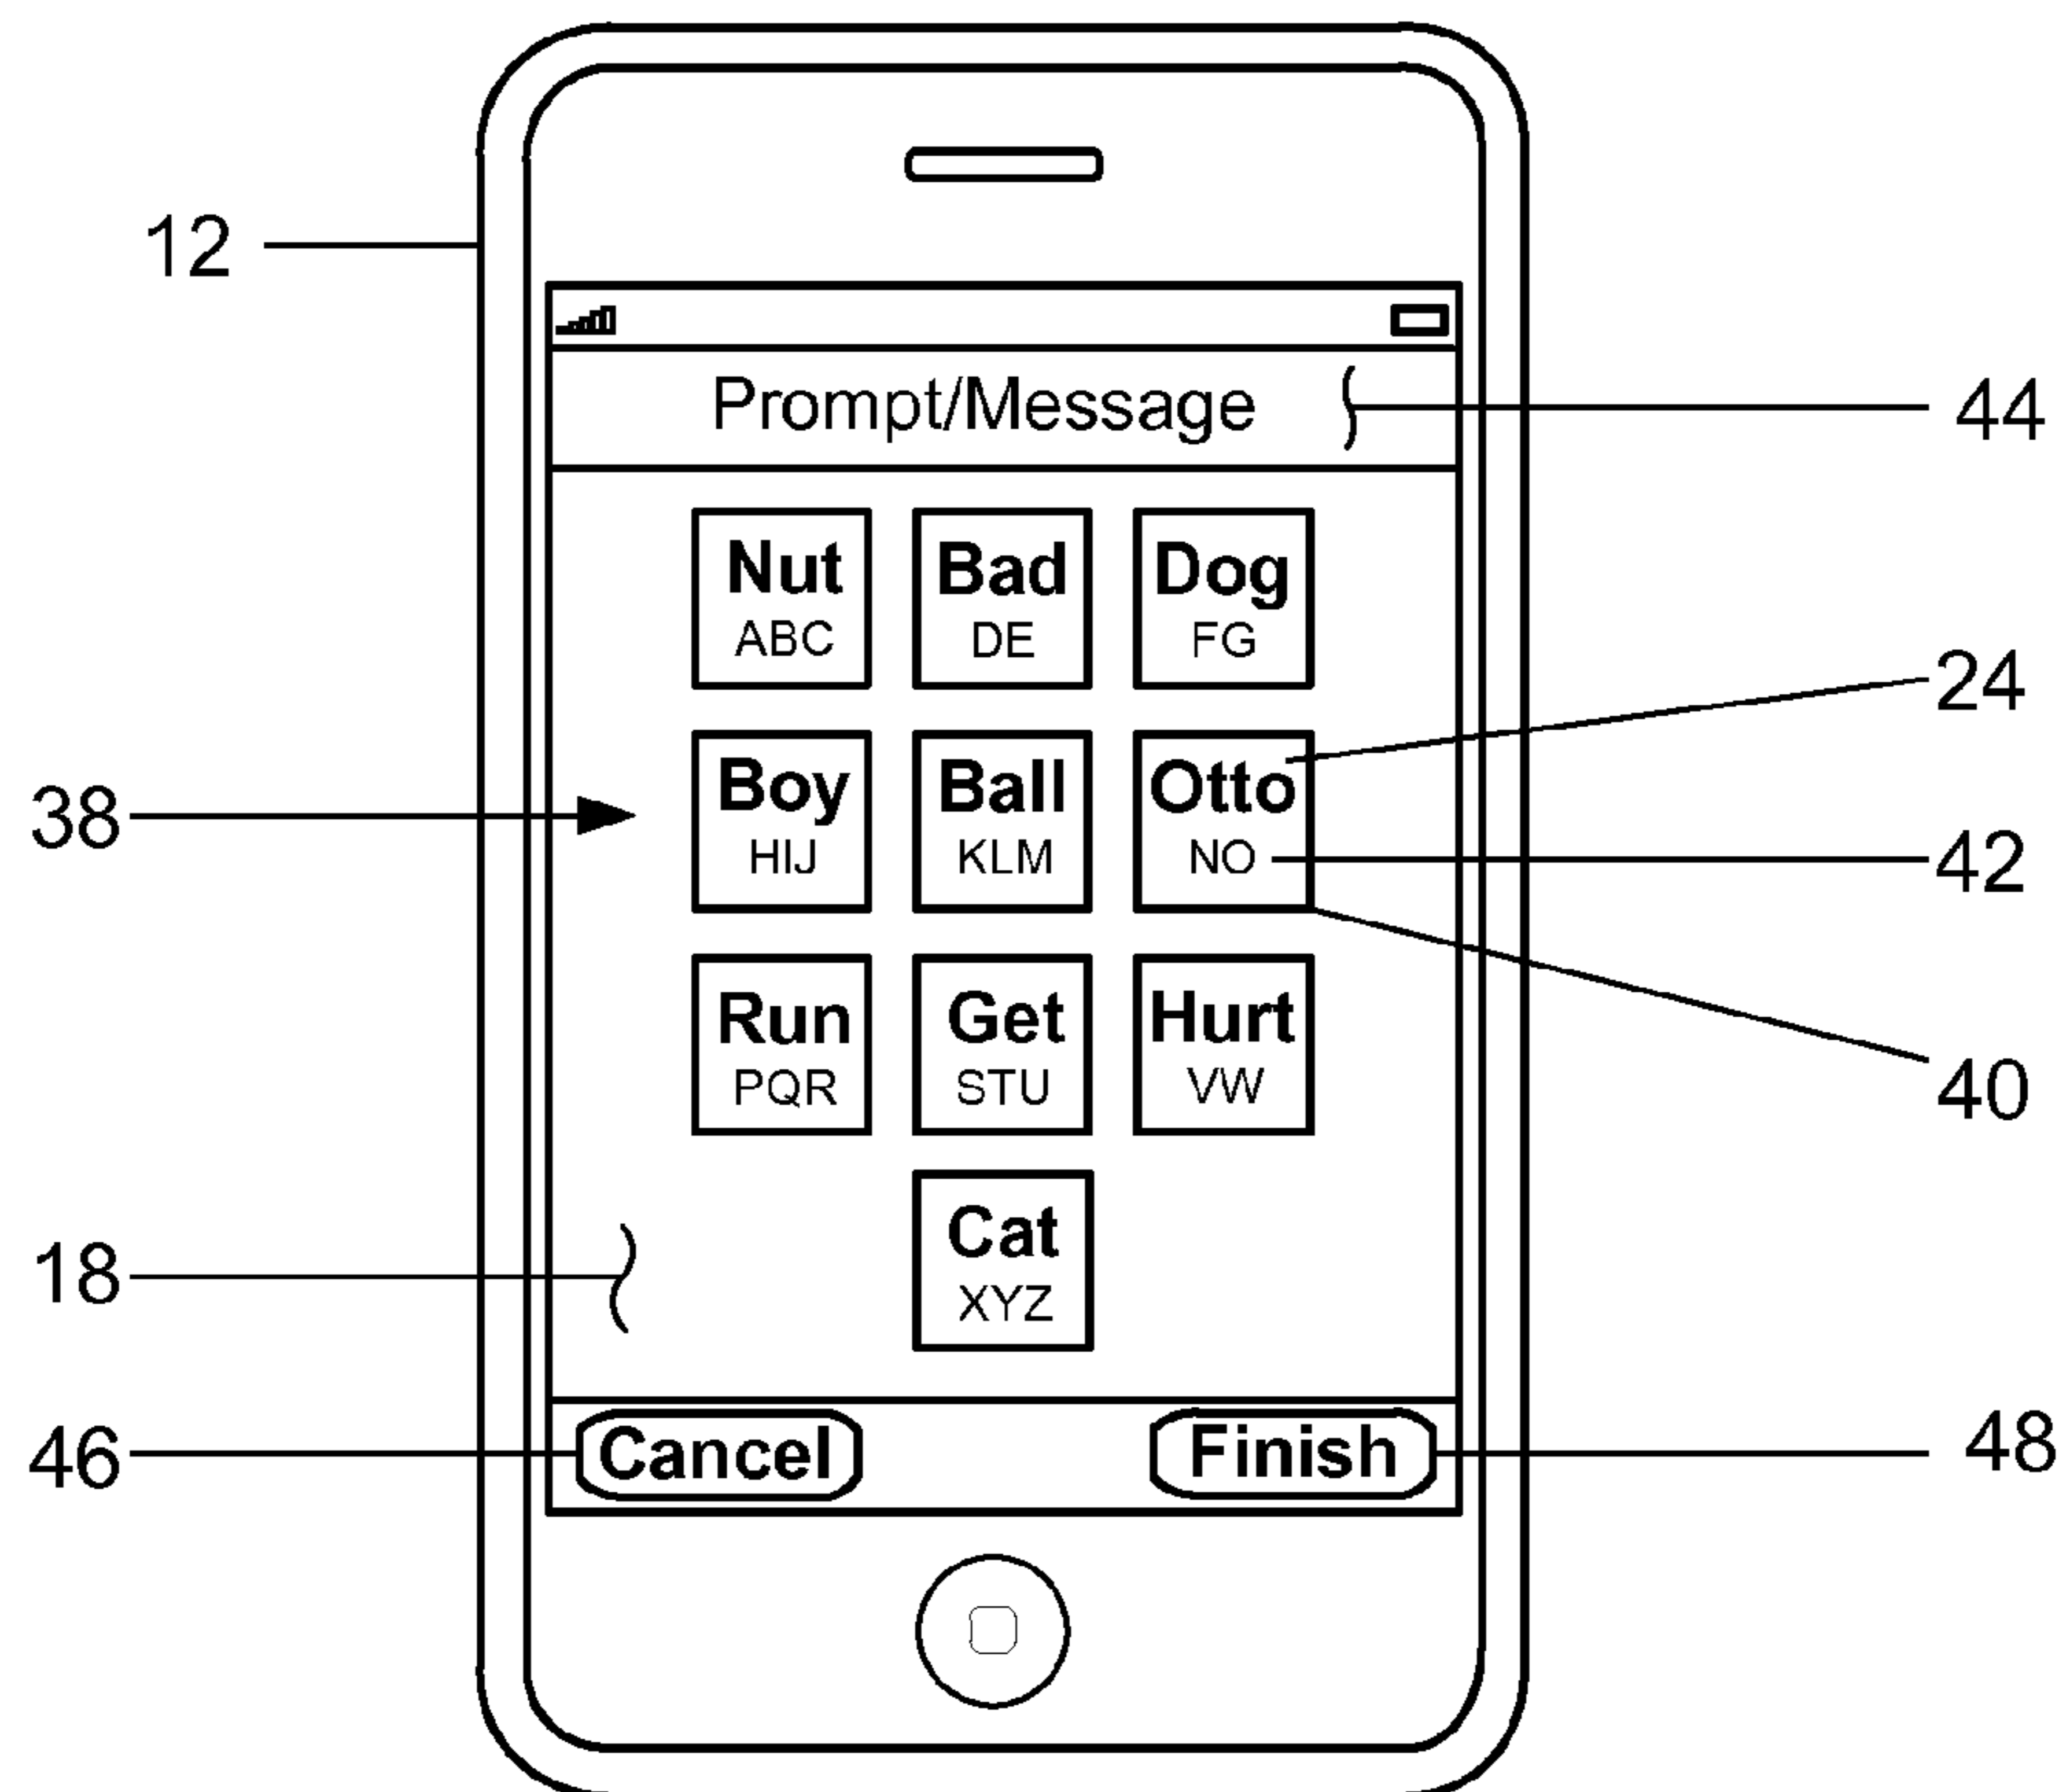 12
Prompt/Message
44
Nut Bad Dog
ABC DE FG
24
Boy Ball Otto
38
HIJ KLM NO
42
Run Get Hurt
PQR STU VW
40
Cat
18
XYZ
46 Cancel Finish 48